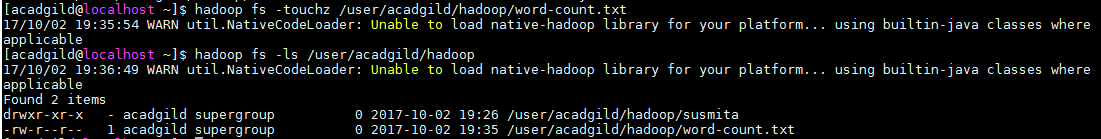 [acadgild@localhost ~]$ hadoop fs -touchz /user/acadgild/hadoop/word-count.txt
17/10/02 19:35:54 WARN util.NativeCodeLoader: Unable to load native-hadoop library for your platform... using builtin-java classes where
applicable
[acadgild@localhost ~]$ hadoop fs -ls /user/acadgild/hadoop
17/10/02 19:36:49 WARN util.NativeCodeLoader: Unable to load native-hadoop library for your platform... using builtin-java classes where
applicable
Found 2 items
drwxr-xr-x   - acadgild supergroup          0 2017-10-02 19:26 /user/acadgild/hadoop/susmita
-rw-r--r--   1 acadgild supergroup          0 2017-10-02 19:35 /user/acadgild/hadoop/word-count.txt